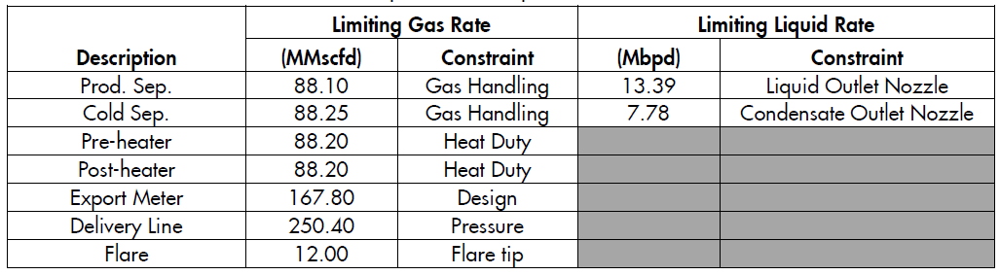 Limiting Gas Rate Limiting Liquid Rate
Description (MMscfd) Constraint (Mbpd) Constraint
Prod. Sep. 88.10 Gas Handling 13.39 Liquid Outlet Nozzle
Cold Sep. 88.25 Gas Handling 7.78 Condensate Outlet Nozzle
Pre-heater 88.20 Heat Duty
Post-heater 88.20 Heat Duty
Export Meter 167.80 Design
Delivery Line 250.40 Pressure
Flare 12.00 Flare tip